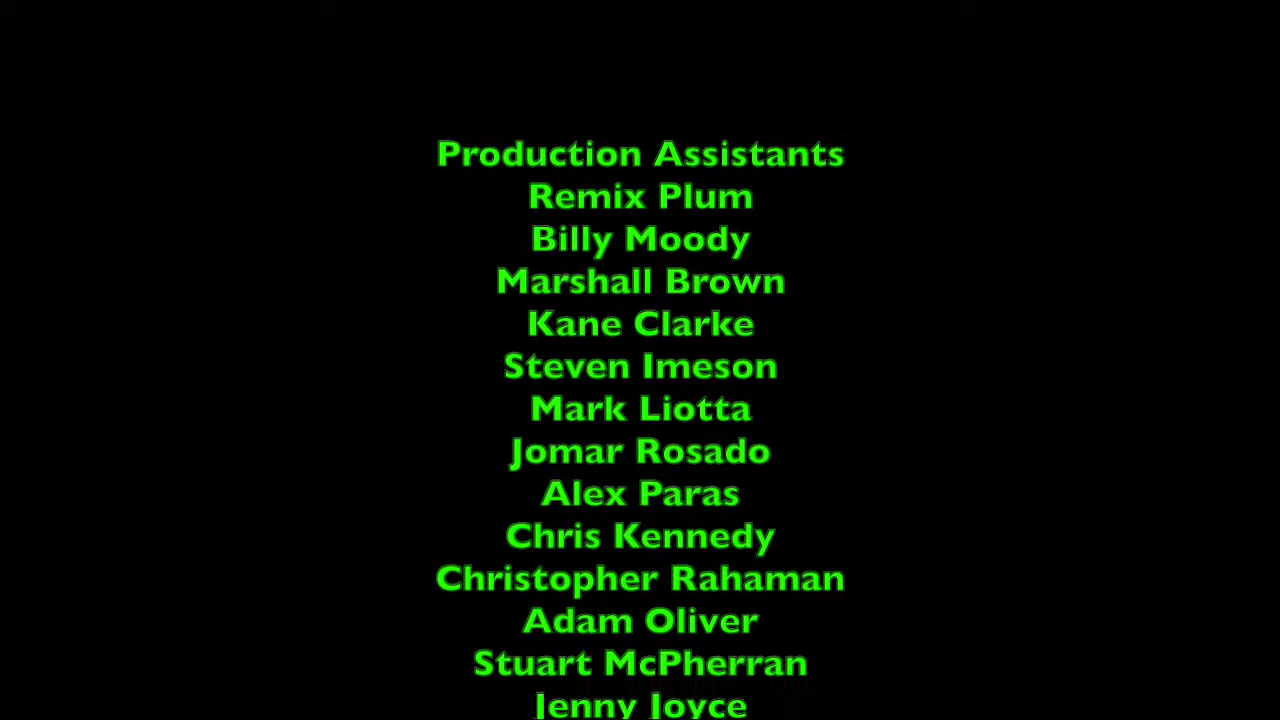 Production Assistants
Remix Plum
Billy Moody
Marshall Brown
Kane Clarke
Steven Imeson
Mark Liotta
Jomar Rosado
Alex Paras
Chris Kennedy
Christopher Rahaman
Adam Oliver
Stuart McPherran
Jenny Joyce